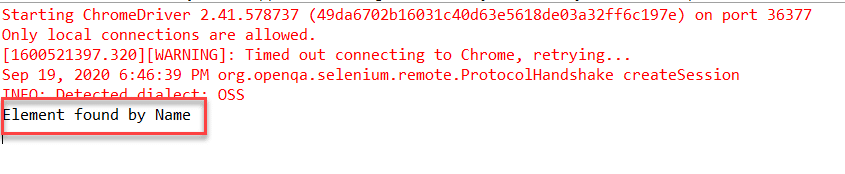 Starting ChromeDriver 2.41.578737 (49da6702b16031c40d63e5618de03a32ff6c197e) on port 36377
Only local connections are allowed.
[1600521397.320][WARNING]: Timed out connecting to Chrome, retrying...
Sep 19, 2020 6:46:39 PM org.openqa.selenium.remote.ProtocolHandshake createSession
INFO: Detected dialect: OSS
Element found by Name